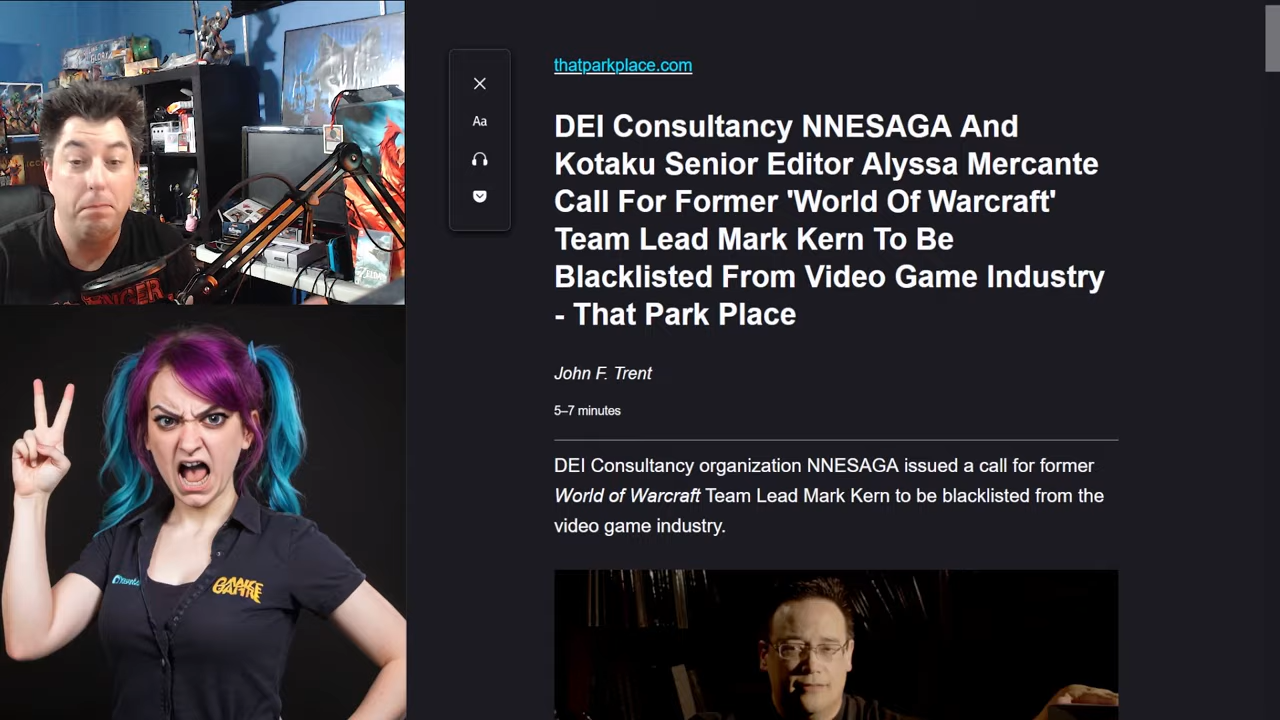 thatparkplace.com
DEI Consultancy NNESAGA And
Kotaku Senior Editor Alyssa Mercante
Call For Former 'World Of Warcraft'
Team Lead Mark Kern To Be
Blacklisted From Video Game Industry
- That Park Place
John F. Trent
5–7 minutes
DEI Consultancy organization NNESAGA issued a call for former
World of Warcraft Team Lead Mark Kern to be blacklisted from the
video game industry.
Aa
GLORY